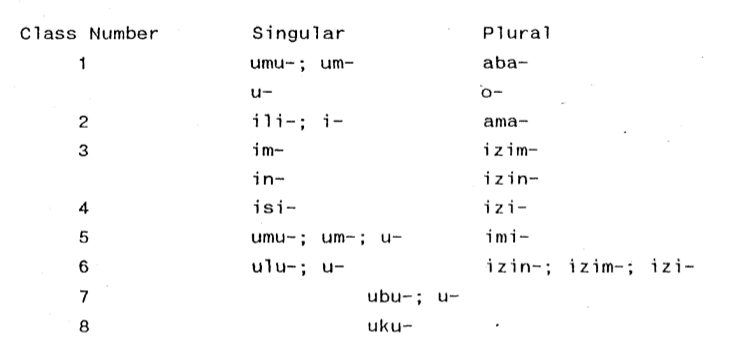 Class Number Singular Plural
1 umu-; um- aba-
u- o-
2 ili-; i- ama-
3 im- izim-
in- izin-
4 isi- izi-
5 umu-; um-; u- imi-
6 ulu-; u- izin-; izim-; izi-
7 ubu-; u-
8 uku-